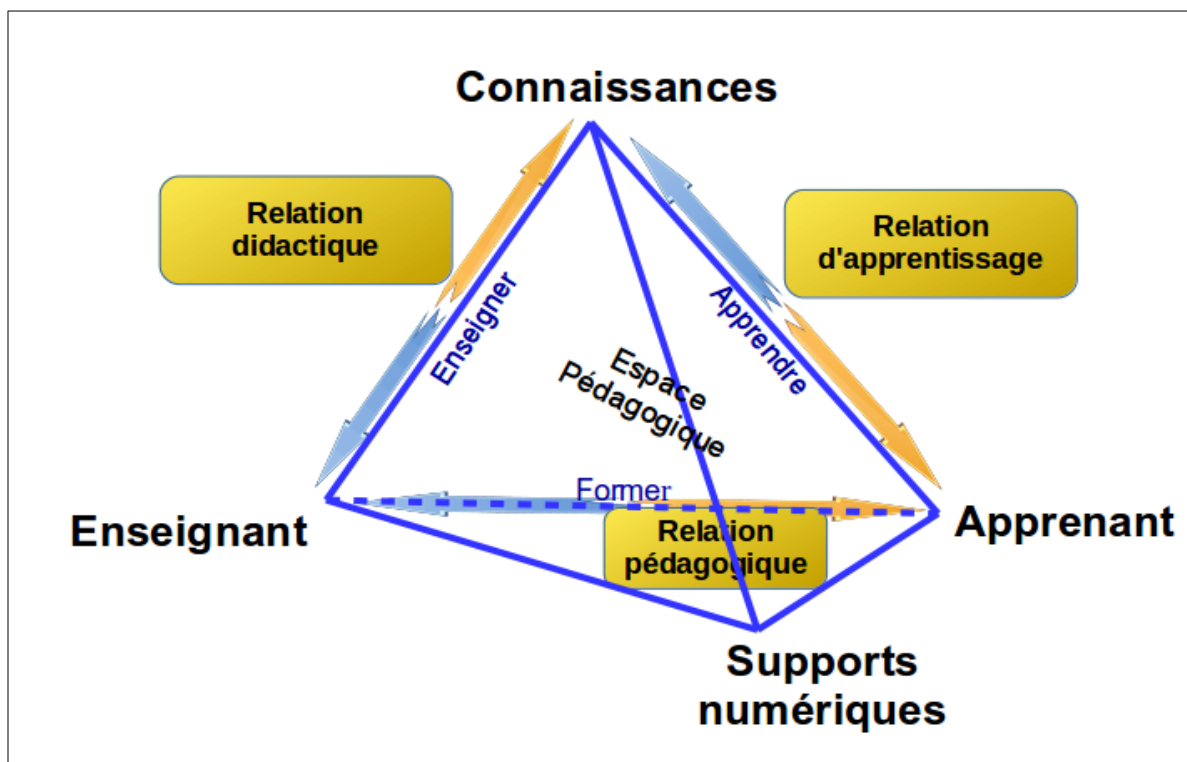 Connaissances
Relation
didactique
Relation
d'apprentissage
Enseigner
Apprendre
Espace
Pédagogique
Former
Enseignant
Relation
pédagogique
Apprenant
Supports
numériques